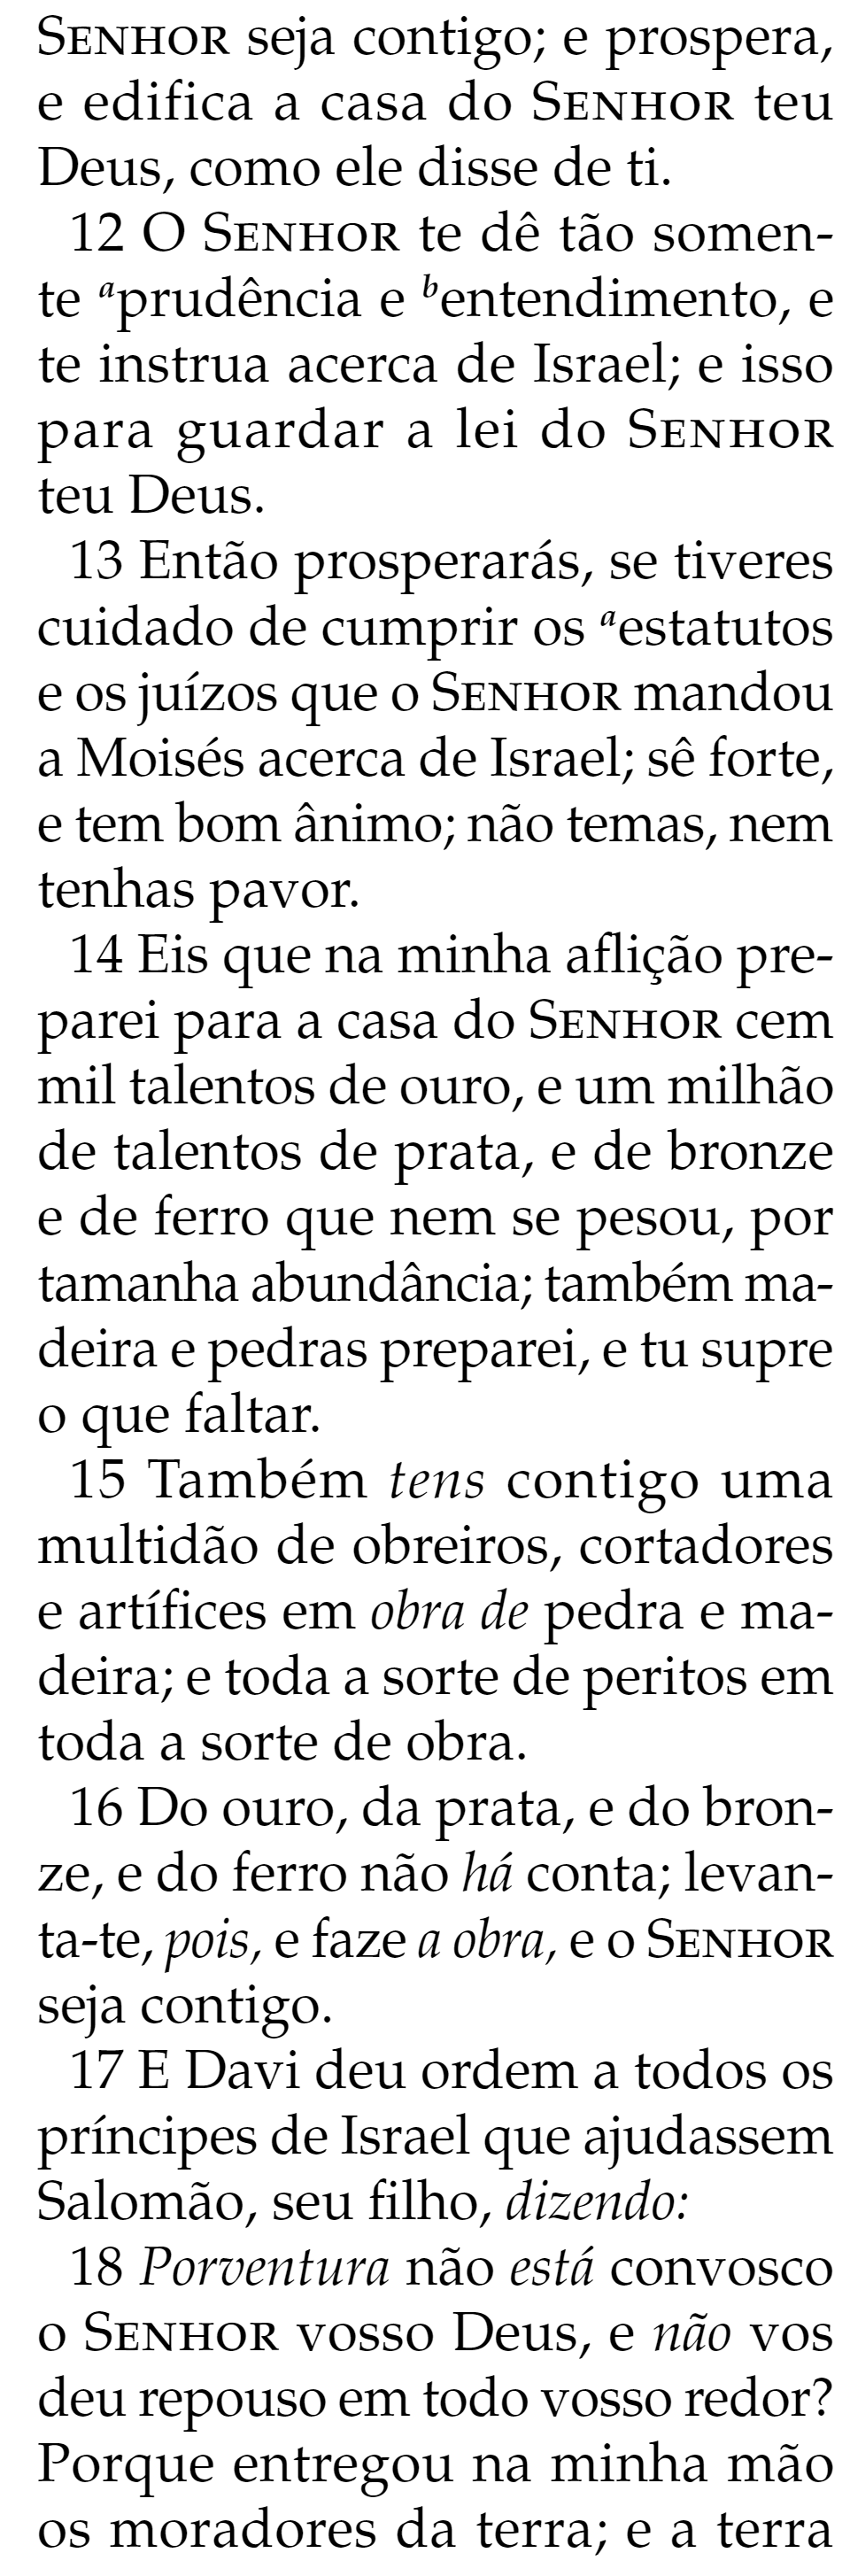 SENHOR seja contigo; e prospera,
e edifica a casa do SENHOR teu
Deus, como ele disse de ti.
12 O SENHOR te dê tão somen-
te aprudência e bentendimento, e
te instrua acerca de Israel; e isso
para guardar a lei do SENHOR
teu Deus.
13 Então prosperarás, se tiveres
cuidado de cumprir os aestatutos
e os juízos que o SENHOR mandou
a Moisés acerca de Israel; sê forte,
e tem bom ânimo; não temas, nem
tenhas pavor.
14 Eis que na minha aflição pre-
parei para a casa do SENHOR cem
mil talentos de ouro, e um milhão
de talentos de prata, e de bronze
e de ferro que nem se pesou, por
tamanha abundância; também ma-
deira e pedras preparei, e tu supre
o que faltar.
15 Também tens contigo uma
multidão de obreiros, cortadores
e artífices em obra de pedra e ma-
deira; e toda a sorte de peritos em
toda a sorte de obra.
16 Do ouro, da prata, e do bron-
ze, e do ferro não há conta; levan-
ta-te, pois, e faze a obra, e o SENHOR
seja contigo.
17 E Davi deu ordem a todos os
príncipes de Israel que ajudassem
Salomão, seu filho, dizendo:
18 Porventura não está convosco
o SENHOR vosso Deus, e não vos
deu repouso em todo vosso redor?
Porque entregou na minha mão
os moradores da terra; e a terra